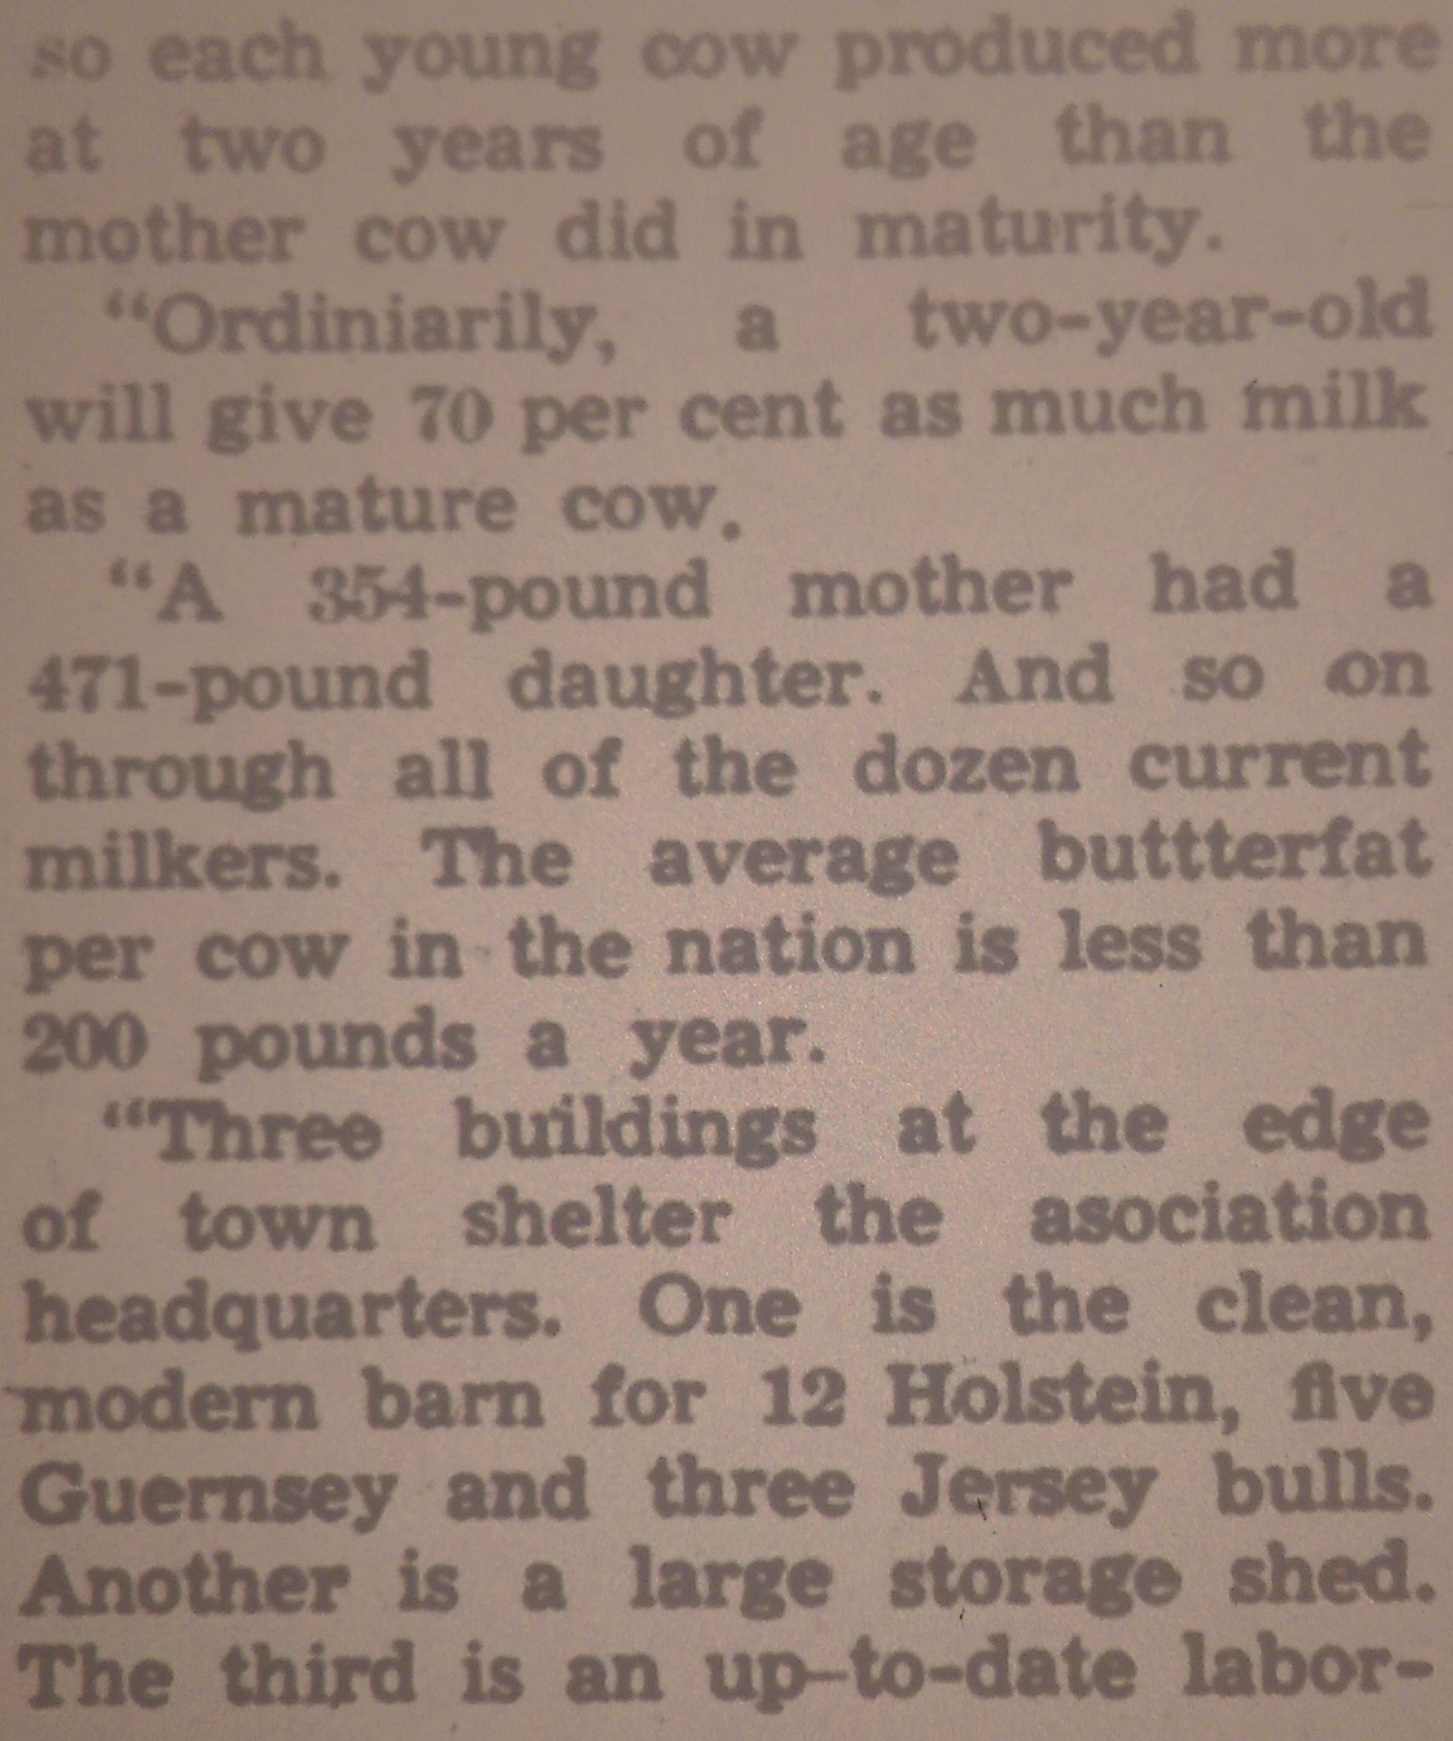 so each young cow produced more
at two years of age than the
mother cow did in maturity.
“Ordiniarily, a two-year-old
will give 70 per cent as much milk
as a mature cow.
“A 354-pound mother had a
471-pound daughter. And so on
through all of the dozen current
milkers. The average buttterfat
per cow in the nation is less than
200 pounds a year.
“Three buildings at the edge
of town shelter the asociation
headquarters. One is the clean,
modern barn for 12 Holstein, five
Guernsey and three Jersey bulls.
Another is a large storage shed.
The third is an up-to-date labor-